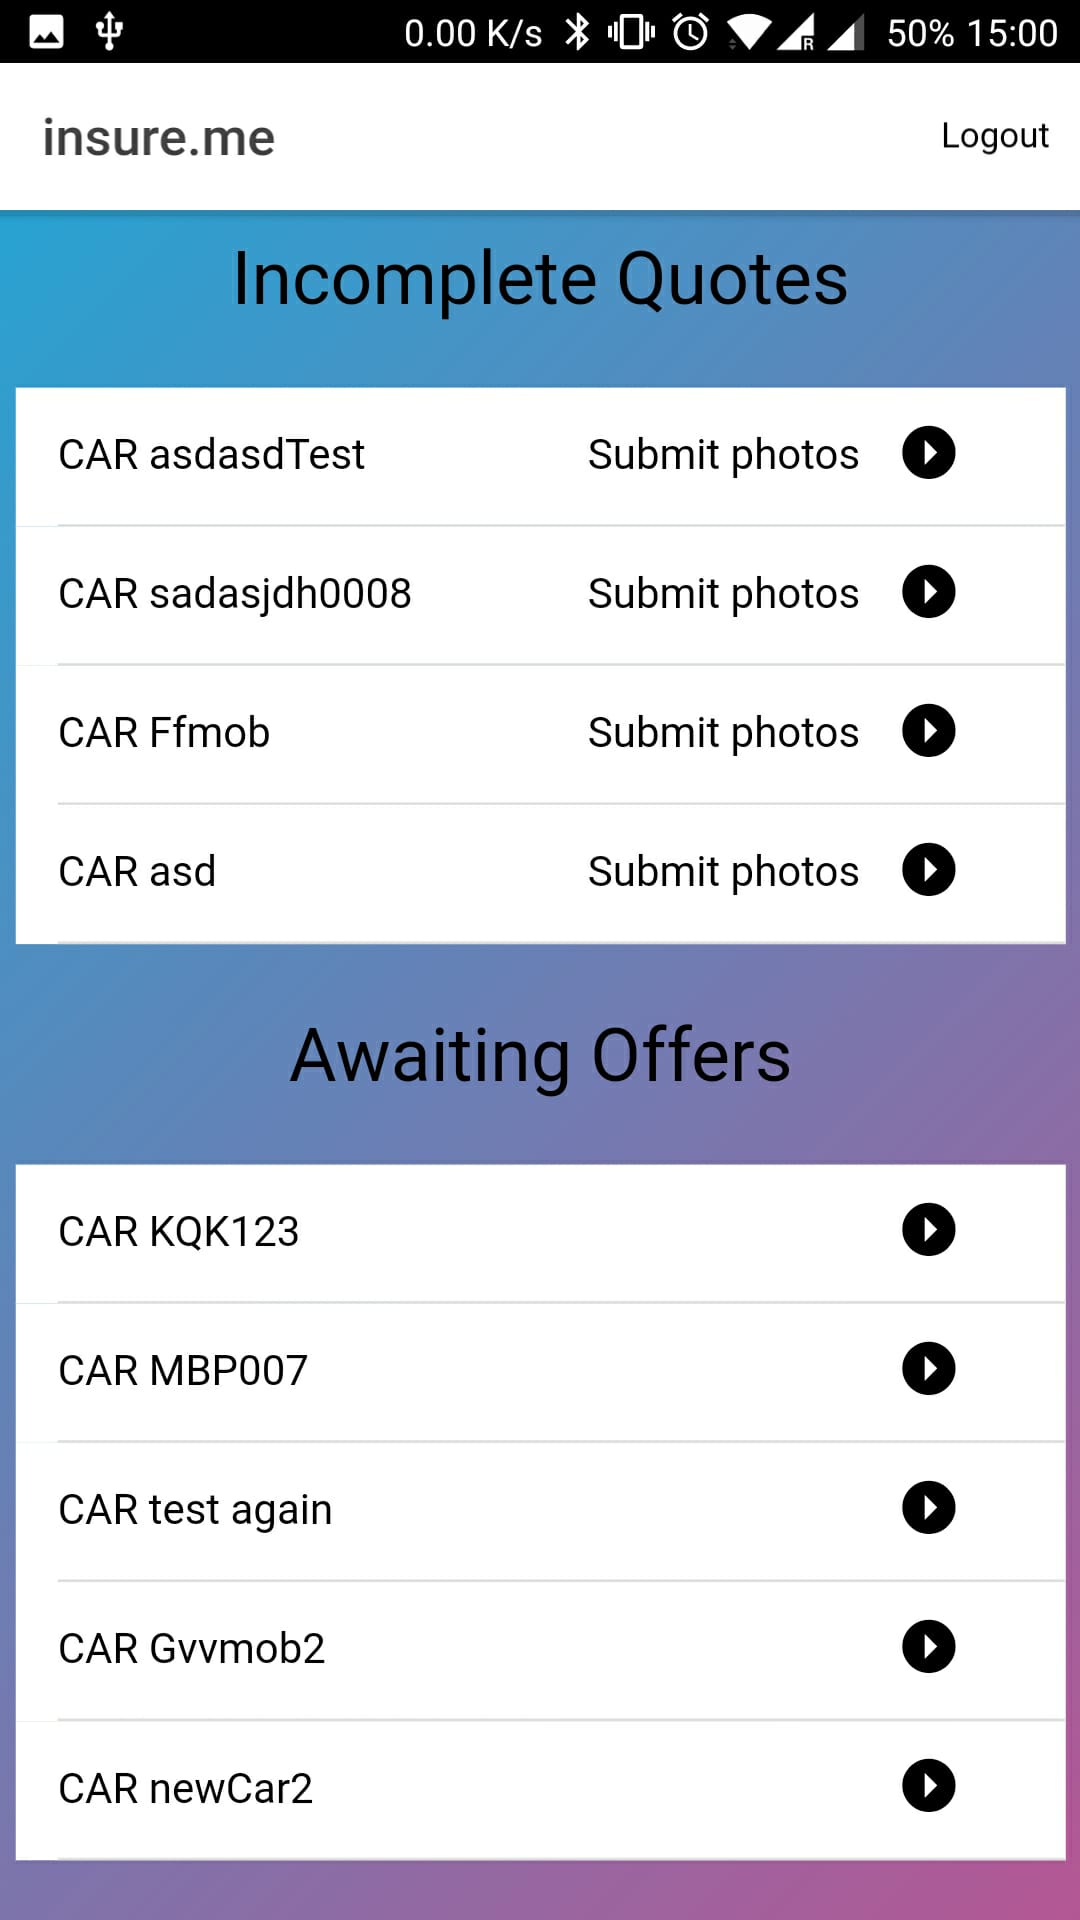 0.00 K/s R 50% 15:00
insure.me Logout
Incomplete Quotes
CAR asdasdTest Submit photos
CAR sadasjdh0008 Submit photos
CAR Ffmob Submit photos
CAR asd Submit photos
Awaiting Offers
CAR KQK123
CAR MBP007
CAR test again
CAR Gvvmob2
CAR newCar2